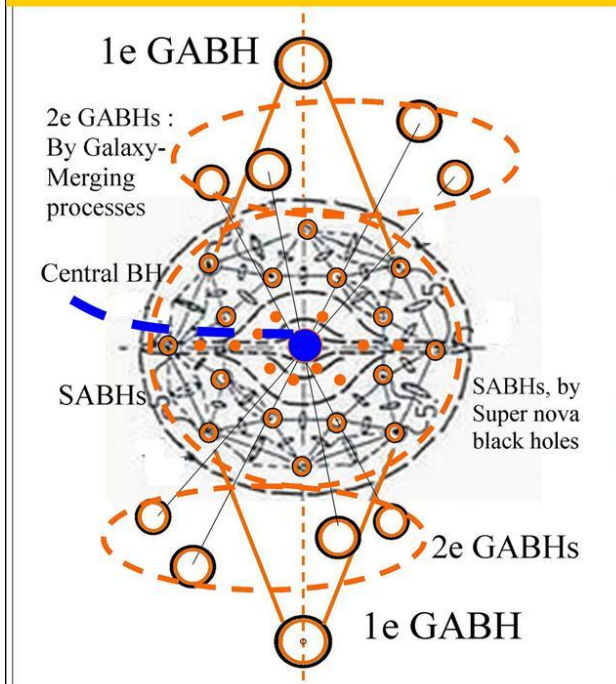 1e GABH
2e GABHs :
By Galaxy-
Merging
processes
Central BH
SABHs
SABHs, by
Super nova
black holes
2e GABHs
1e GABH